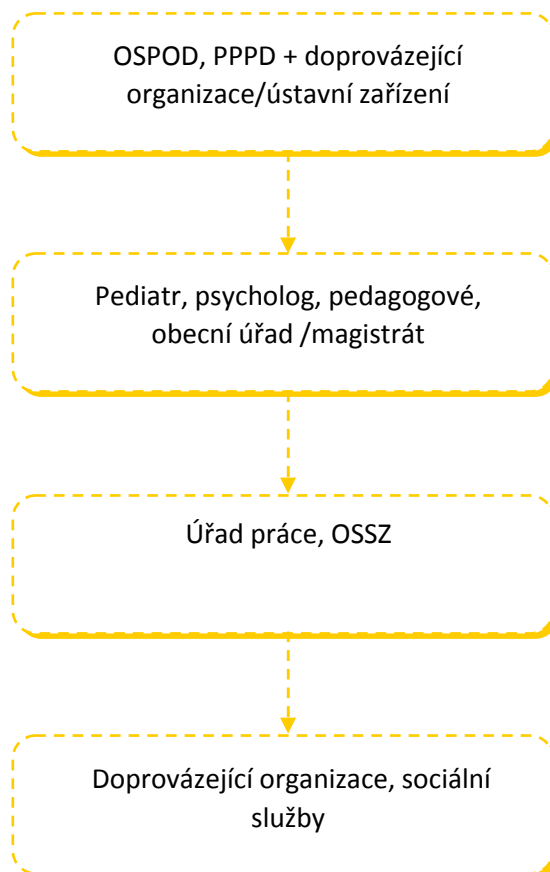 OSPOD, PPPD + doprovázející
organizace/ústavní zařízení
Pediatr, psycholog, pedagogové,
obecní úřad /magistrát
Úřad práce, OSSZ
Doprovázející organizace, sociální
služby